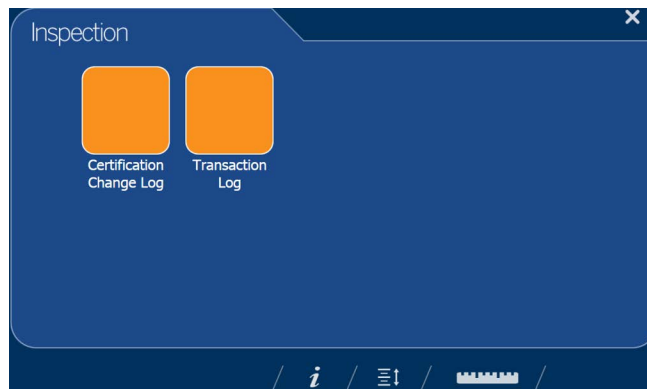 Inspection
Certification
Change Log
Transaction
Log
i